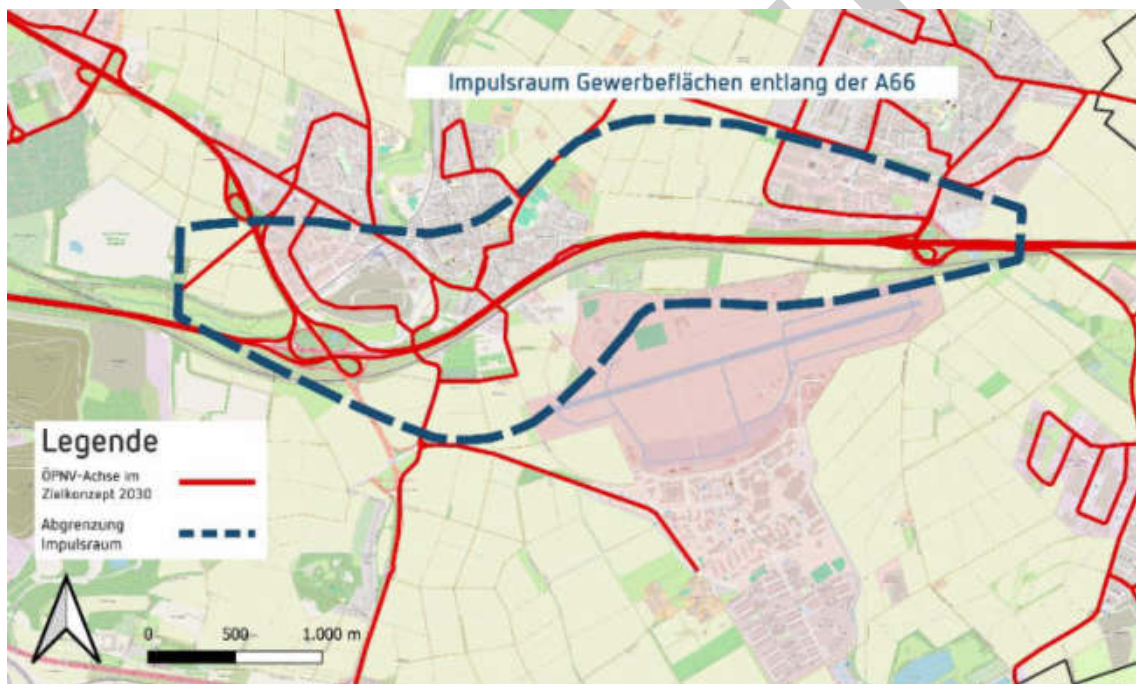 Impulsraum Gewerbeflächen entlang der A66
Legende
ÖPNV-Achse im
Zielkonzept 2030
Abgrenzung
Impulsraum
0 500 1.000 m